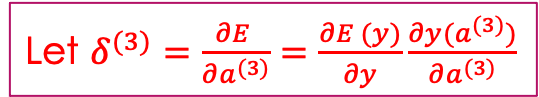 Let δ⁽³⁾ = ∂E/∂a⁽³⁾ = ∂E (y)/∂y ∂y(a⁽³⁾)/∂a⁽³⁾